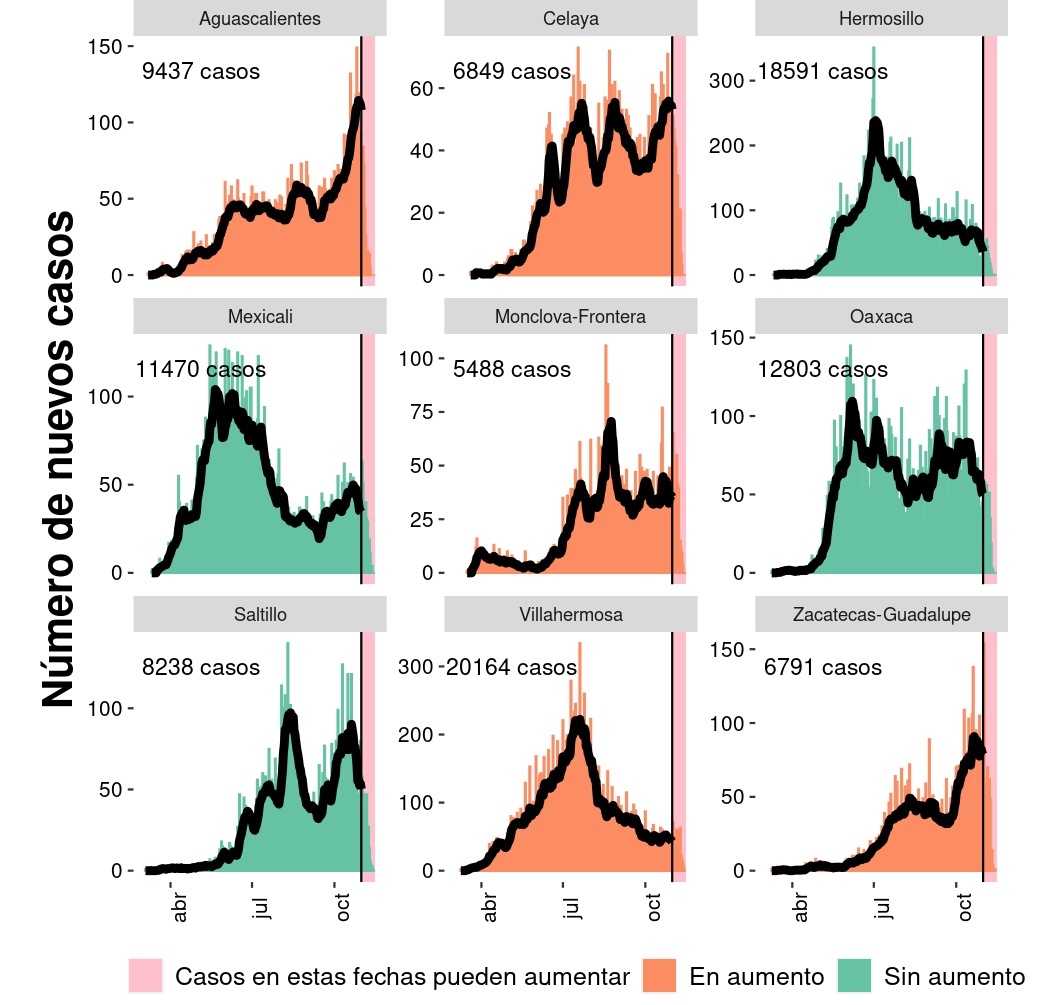 Número de nuevos casos
Aguascalientes
150
100
50
0
9437 casos
Celaya
60
40
20
0
6849 casos
Hermosillo
300
200
100
0
18591 casos
Mexicali
100
50
0
11470 casos
Monclova-Frontera
100
75
50
25
0
5488 casos
Oaxaca
150
100
50
0
12803 casos
Saltillo
100
50
0
8238 casos
abr
jul
oct
Villahermosa
300
200
100
0
20164 casos
abr
jul
oct
Zacatecas-Guadalupe
150
100
50
0
6791 casos
abr
jul
oct
Casos en estas fechas pueden aumentar
En aumento
Sin aumento